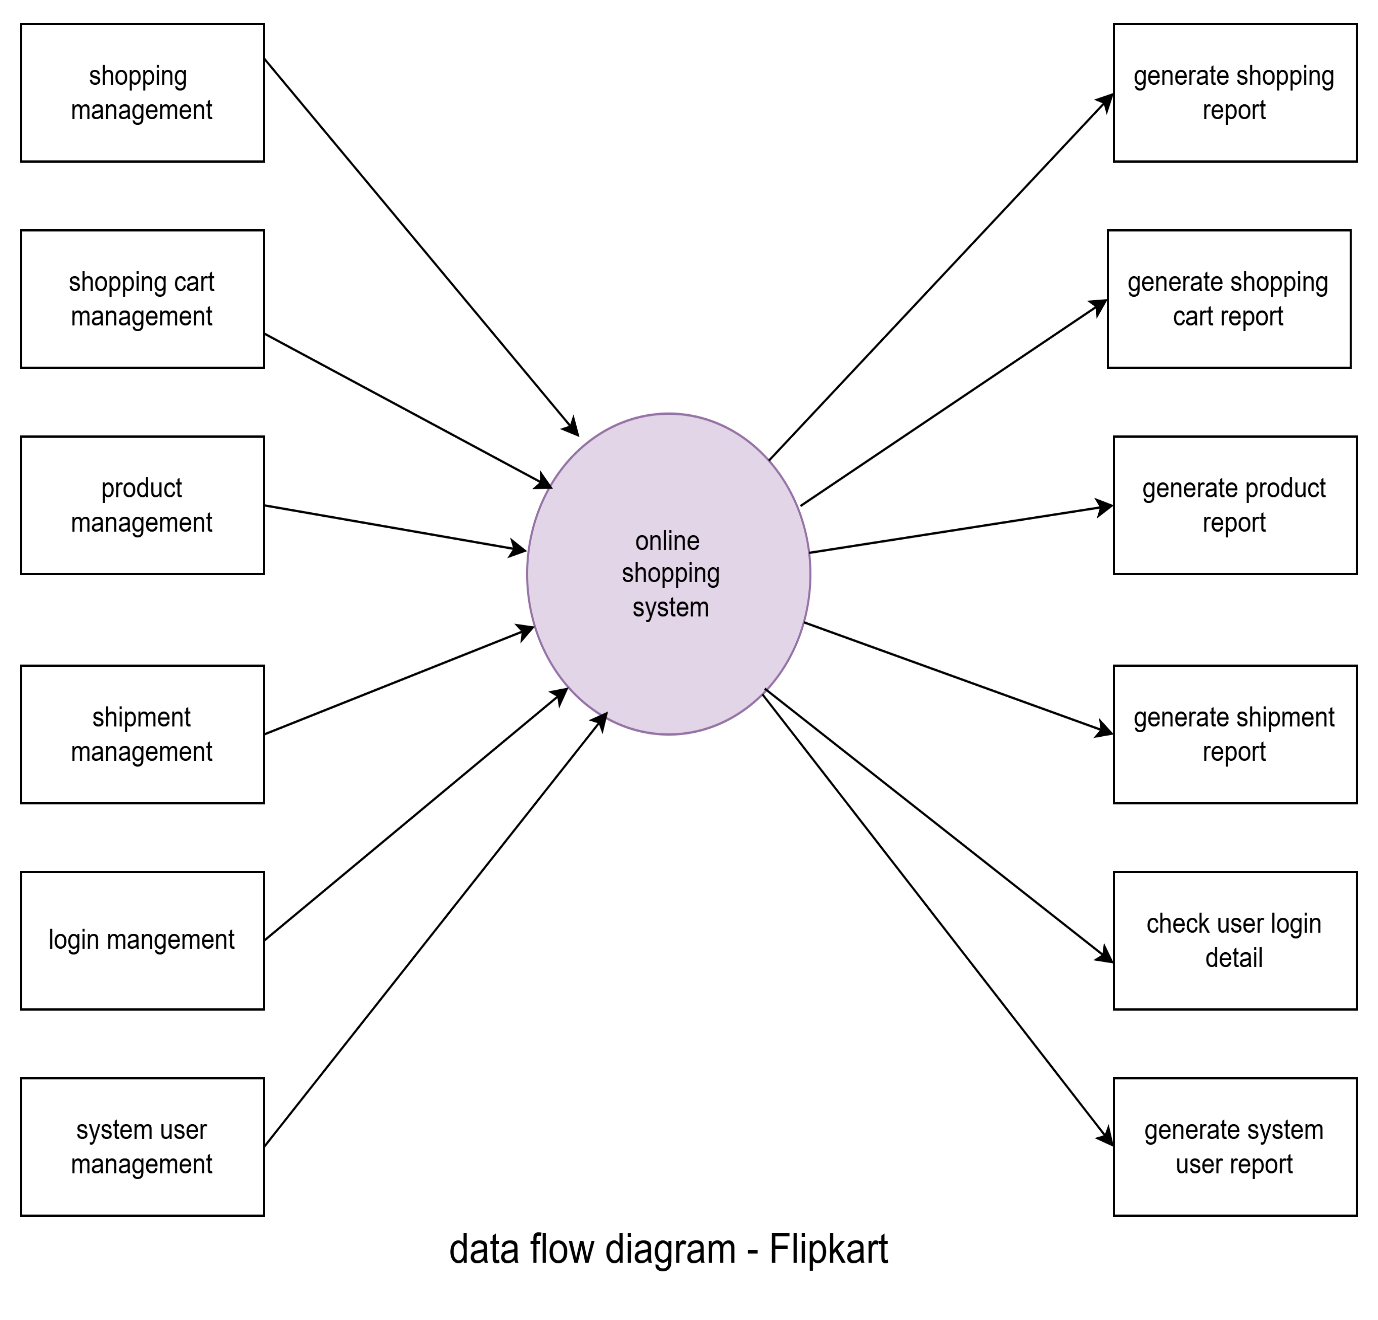 shopping
management
generate shopping
report
shopping cart
management
generate shopping
cart report
product
management
generate product
report
online
shopping
system
shipment
management
generate shipment
report
login mangement
check user login
detail
system user
management
generate system
user report
data flow diagram - Flipkart